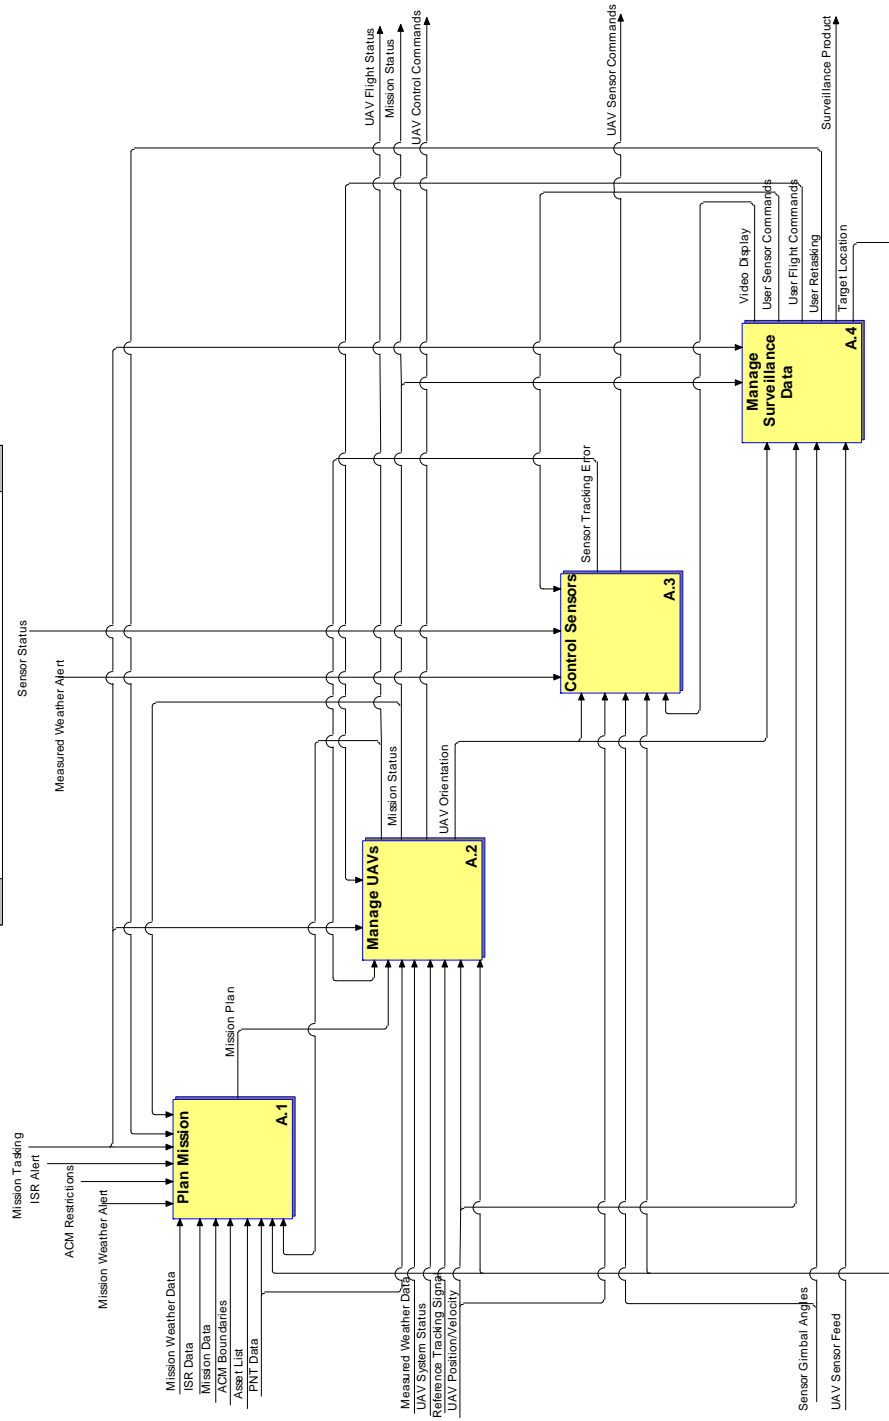 UAV Flight Status
Mission Status
UAV Control Commands
UAV Sensor Commands
Surveillance Product
Video Display
User Sensor Commands
User Flight Commands
User Retasking
Target Location
Manage
Surveillance
Data
A.4
Sensor Tracking Error
Control Sensors
A.3
Sensor Status
Measured Weather Alert
Mission Status
UAV Orientation
Manage UAVs
A.2
Mission Plan
Plan Mission
A.1
Mission Tasking
ISR Alert
ACM Restrictions
Mission Weather Alert
Mission Weather Data
ISR Data
Mission Data
ACM Boundaries
Asset List
PNT Data
Measured Weather Data
UAV System Status
Reference Tracking Signal
UAV Position/Velocity
Sensor Gimbal Angles
UAV Sensor Feed